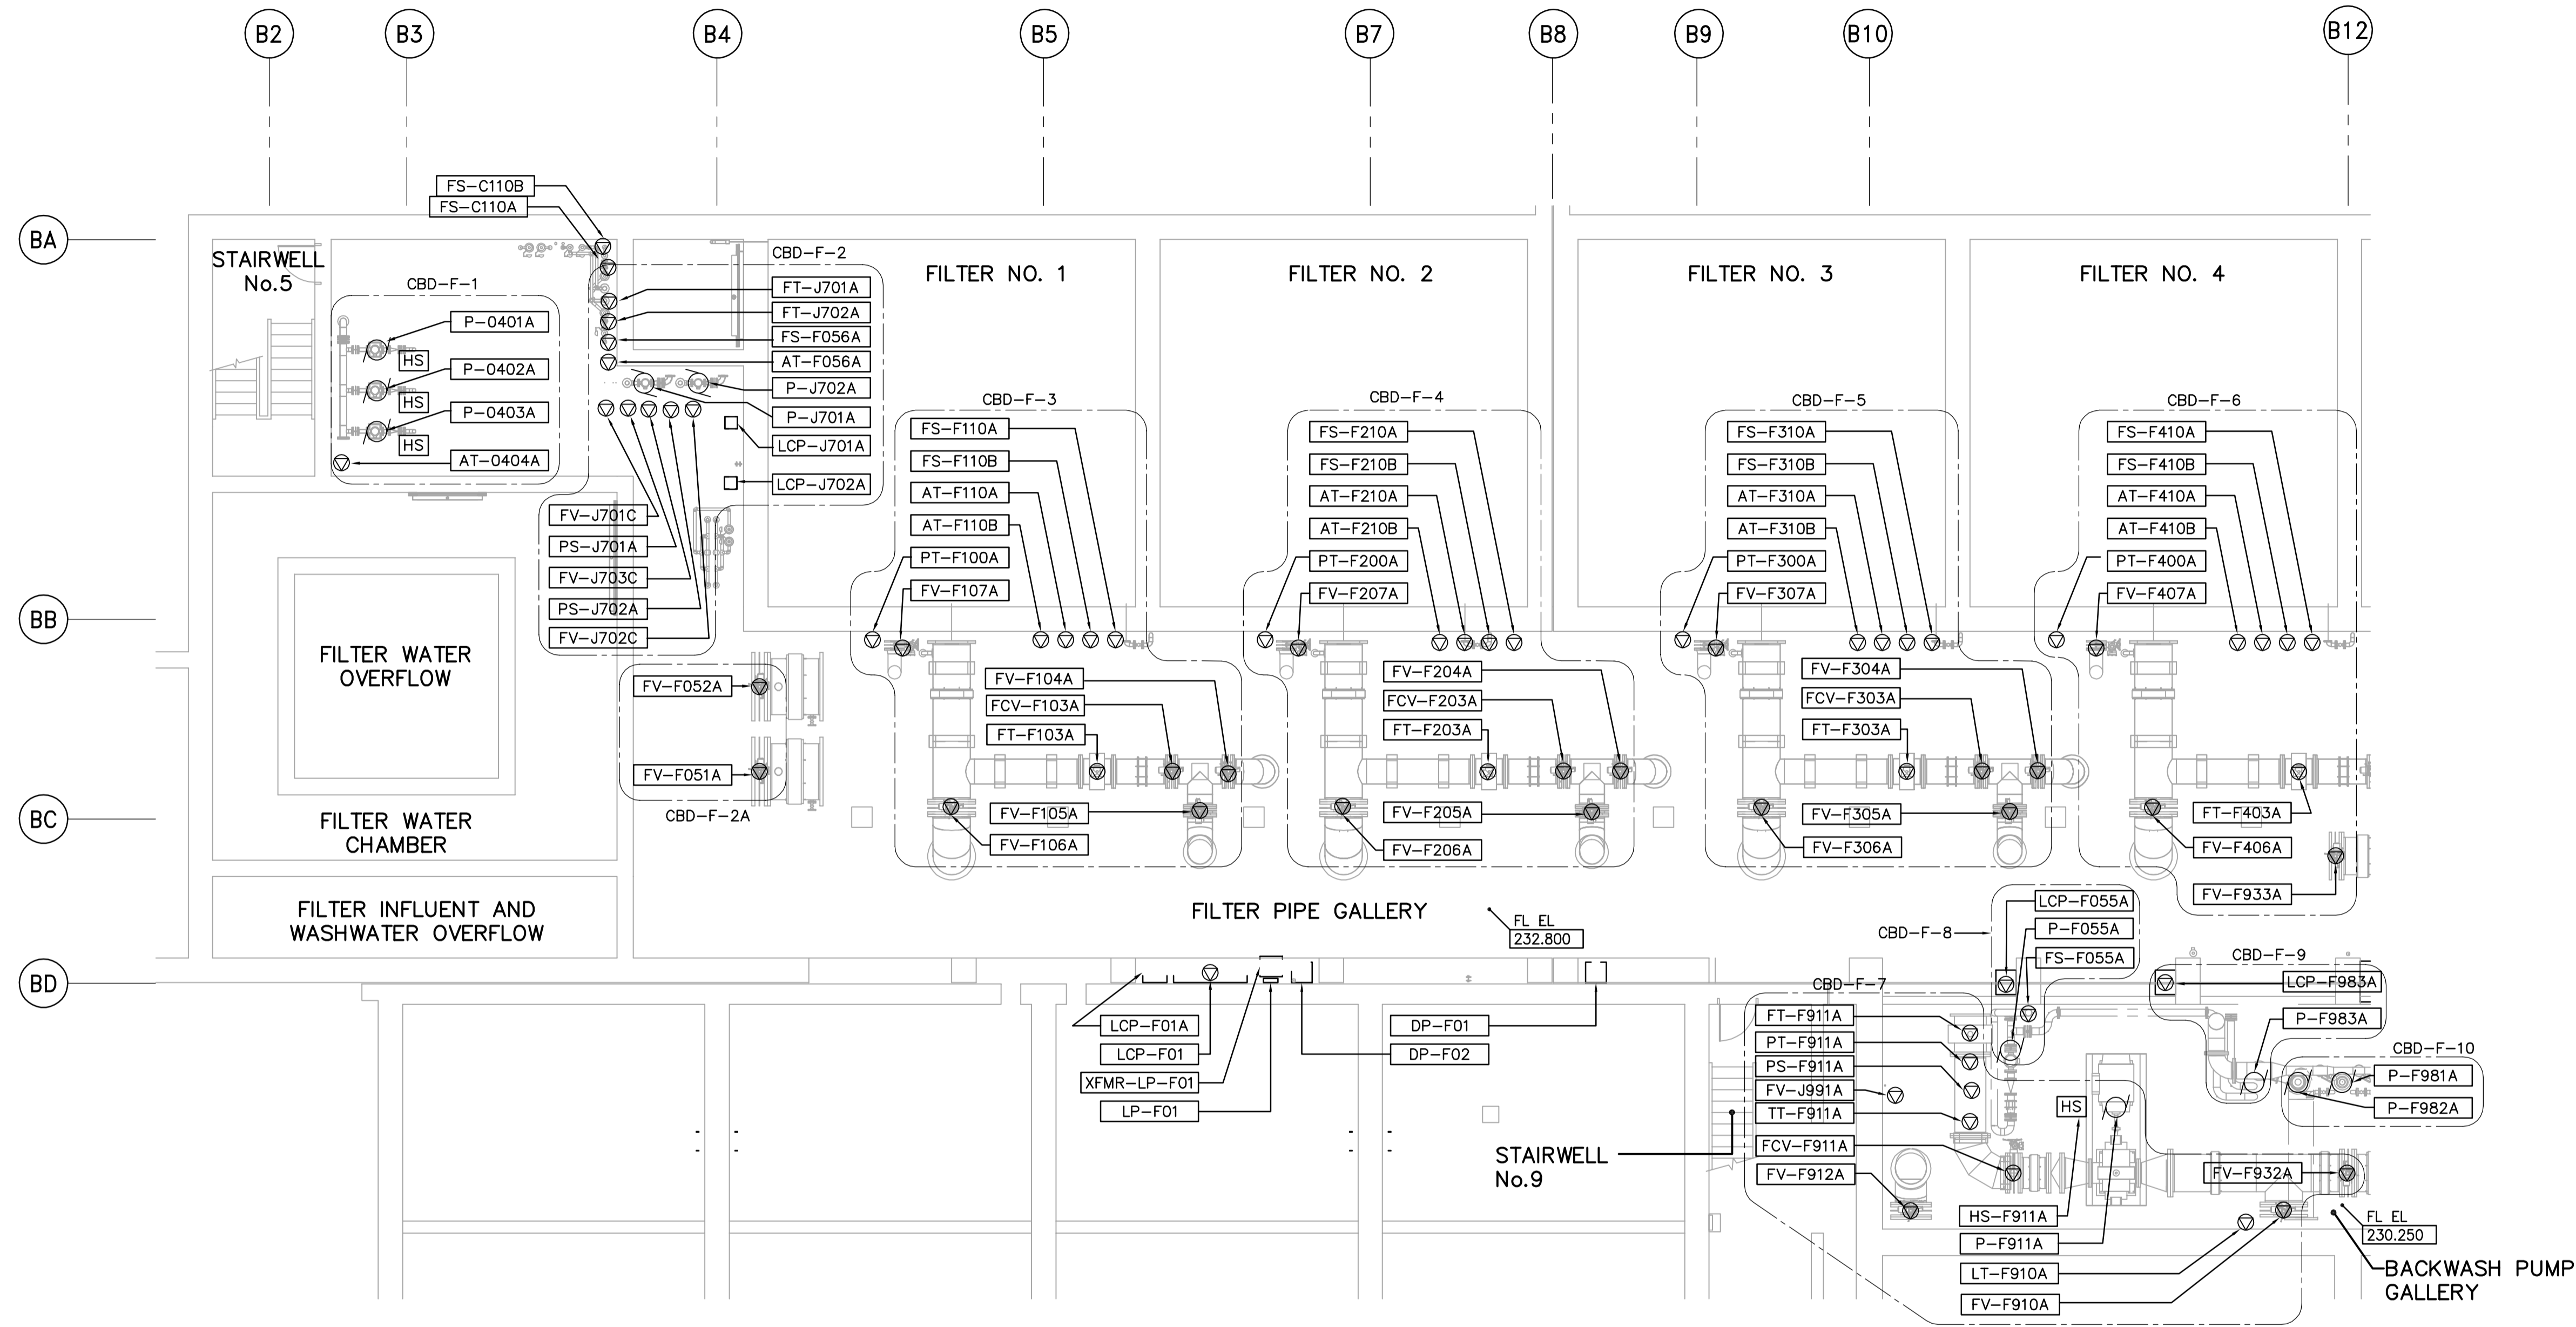 B2
B3
B4
B5
B7
B8
B9
B10
B12
BA
BB
BC
BD
FS-C110B
FS-C110A
STAIRWELL
No.5
CBD-F-1
P-0401A
HS
P-0402A
HS
P-0403A
HS
AT-0404A
CBD-F-2
FT-J701A
FT-J702A
FS-F056A
AT-F056A
P-J702A
P-J701A
LCP-J701A
LCP-J702A
FV-J701C
PS-J701A
FV-J703C
PS-J702A
FV-J702C
FILTER NO. 1
FILTER NO. 2
FILTER NO. 3
FILTER NO. 4
CBD-F-3
FS-F110A
FS-F110B
AT-F110A
AT-F110B
PT-F100A
FV-F107A
FV-F104A
FCV-F103A
FT-F103A
FV-F105A
FV-F106A
CBD-F-4
FS-F210A
FS-F210B
AT-F210A
AT-F210B
PT-F200A
FV-F207A
FV-F204A
FCV-F203A
FT-F203A
FV-F205A
FV-F206A
CBD-F-5
FS-F310A
FS-F310B
AT-F310A
AT-F310B
PT-F300A
FV-F307A
FV-F304A
FCV-F303A
FT-F303A
FV-F305A
FV-F306A
CBD-F-6
FS-F410A
FS-F410B
AT-F410A
AT-F410B
PT-F400A
FV-F407A
FT-F403A
FV-F406A
FV-F933A
FILTER WATER
OVERFLOW
FILTER WATER
CHAMBER
FV-F052A
FV-F051A
CBD-F-2A
FILTER INFLUENT AND
WASHWATER OVERFLOW
FILTER PIPE GALLERY
FL EL
232.800
LCP-F01A
LCP-F01
XFMR-LP-F01
LP-F01
DP-F01
DP-F02
STAIRWELL
No.9
CBD-F-8
LCP-F055A
P-F055A
FS-F055A
CBD-F-9
LCP-F983A
P-F983A
CBD-F-10
P-F981A
P-F982A
CBD-F-7
FT-F911A
PT-F911A
PS-F911A
FV-J991A
TT-F911A
FCV-F911A
FV-F912A
HS
FV-F932A
HS-F911A
P-F911A
LT-F910A
FV-F910A
FL EL
230.250
BACKWASH PUMP
GALLERY